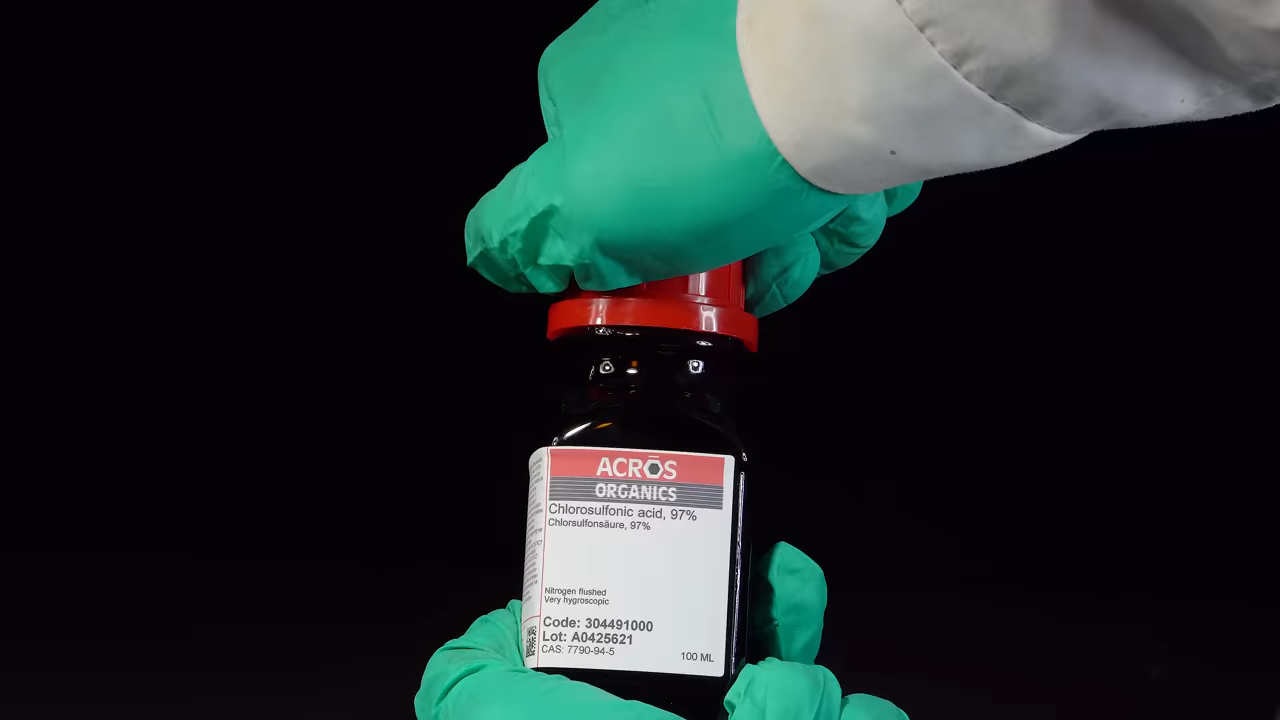 ACRŌS
ORGANICS
Chlorosulfonic acid, 97%
Chlorsulfonsäure, 97%
Nitrogen flushed
Very hygroscopic
Code: 304491000
Lot: A0425621
CAS: 7790-94-5
100 ML